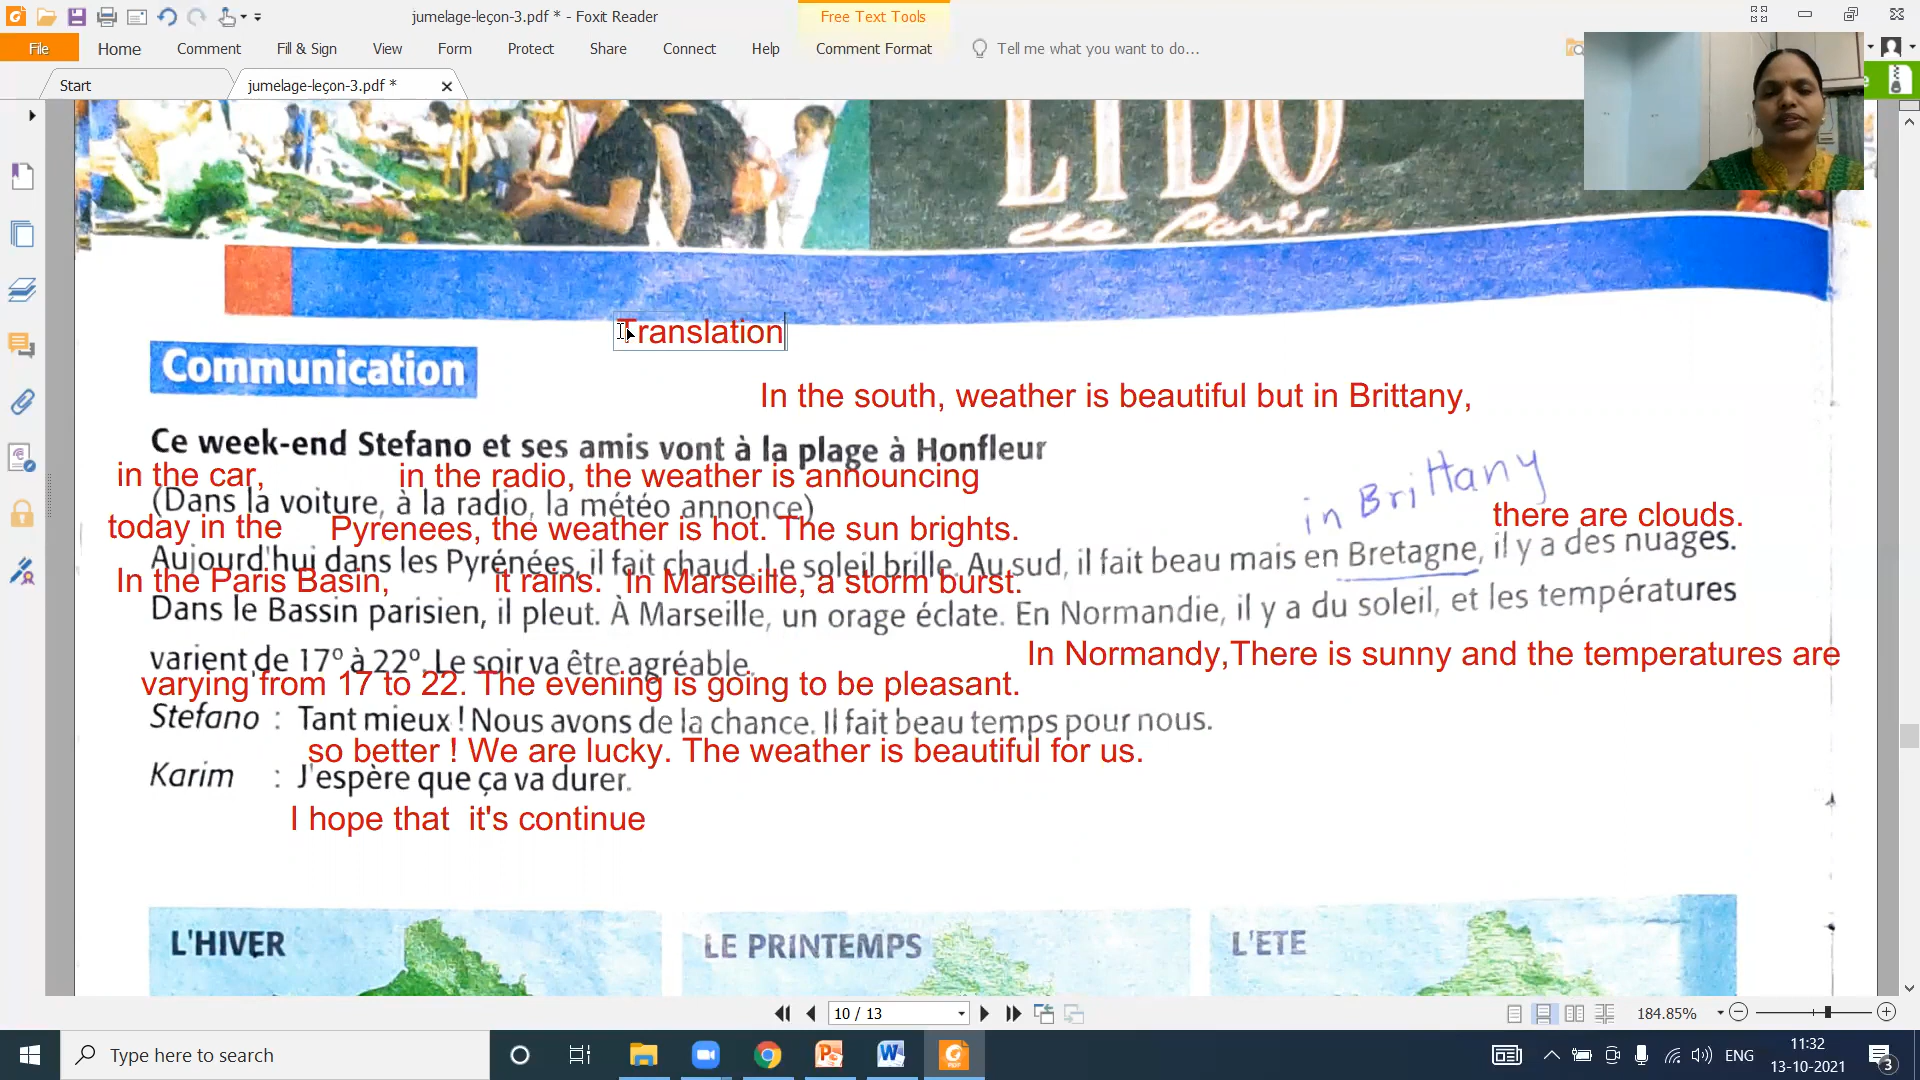 jumelage-leçon-3.pdf * - Foxit Reader
Free Text Tools
File Home Comment Fill & Sign View Form Protect Share Connect Help Comment Format Tell me what you want to do...
Start jumelage-leçon-3.pdf *
LIDO
de Paris
Translation
Communication
In the south, weather is beautiful but in Brittany,
Ce week-end Stefano et ses amis vont à la plage à Honfleur
in the car, in the radio, the weather is announcing
in Brittany
(Dans la voiture, à la radio, la météo annonce)
there are clouds.
today in the Pyrenees, the weather is hot. The sun brights.
Aujourd'hui dans les Pyrénées, il fait chaud. Le soleil brille. Au sud, il fait beau mais en Bretagne, il y a des nuages.
In the Paris Basin, it rains. In Marseille, a storm burst.
Dans le Bassin parisien, il pleut. À Marseille, un orage éclate. En Normandie, il y a du soleil, et les températures
In Normandy,There is sunny and the temperatures are
varient de 17º à 22º. Le soir va être agréable.
varying from 17 to 22. The evening is going to be pleasant.
Stefano : Tant mieux ! Nous avons de la chance. Il fait beau temps pour nous.
so better ! We are lucky. The weather is beautiful for us.
Karim : J'espère que ça va durer.
I hope that it's continue
L'HIVER LE PRINTEMPS L'ETE
10 / 13
184.85%
Type here to search
ENG
11:32
13-10-2021
3